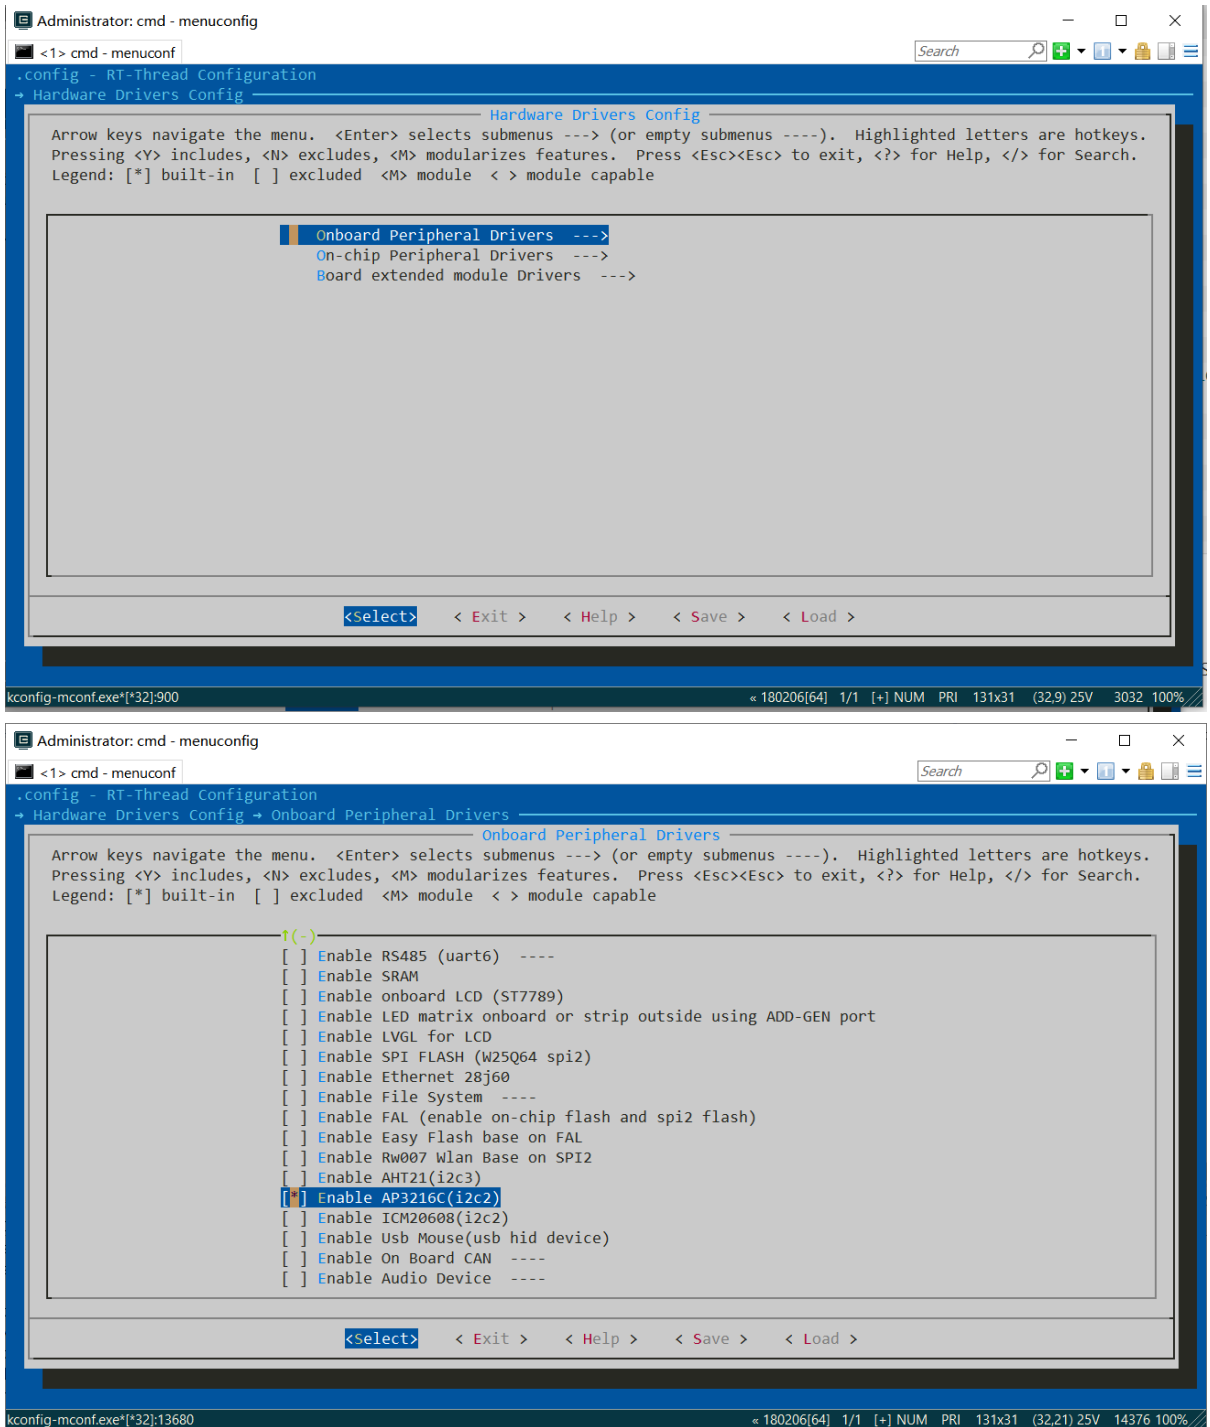 Administrator: cmd - menuconfig
<1> cmd - menuconf
Search
.config - RT-Thread Configuration
→ Hardware Drivers Config
Hardware Drivers Config
Arrow keys navigate the menu.  <Enter> selects submenus ---> (or empty submenus ----).  Highlighted letters are hotkeys.
Pressing <Y> includes, <N> excludes, <M> modularizes features.  Press <Esc><Esc> to exit, <?> for Help, </> for Search.
Legend: [*] built-in  [ ] excluded  <M> module  < > module capable
Onboard Peripheral Drivers  --->
On-chip Peripheral Drivers  --->
Board extended module Drivers  --->
<Select>    < Exit >    < Help >    < Save >    < Load >
kconfig-mconf.exe*[*32]:900    « 180206[64]  1/1  [+] NUM  PRI  131x31  (32,9) 25V  3032  100%
Administrator: cmd - menuconfig
<1> cmd - menuconf
Search
.config - RT-Thread Configuration
→ Hardware Drivers Config → Onboard Peripheral Drivers
Onboard Peripheral Drivers
Arrow keys navigate the menu.  <Enter> selects submenus ---> (or empty submenus ----).  Highlighted letters are hotkeys.
Pressing <Y> includes, <N> excludes, <M> modularizes features.  Press <Esc><Esc> to exit, <?> for Help, </> for Search.
Legend: [*] built-in  [ ] excluded  <M> module  < > module capable
↑(-)
[ ] Enable RS485 (uart6)  ----
[ ] Enable SRAM
[ ] Enable onboard LCD (ST7789)
[ ] Enable LED matrix onboard or strip outside using ADD-GEN port
[ ] Enable LVGL for LCD
[ ] Enable SPI FLASH (W25Q64 spi2)
[ ] Enable Ethernet 28j60
[ ] Enable File System  ----
[ ] Enable FAL (enable on-chip flash and spi2 flash)
[ ] Enable Easy Flash base on FAL
[ ] Enable Rw007 Wlan Base on SPI2
[ ] Enable AHT21(i2c3)
[*] Enable AP3216C(i2c2)
[ ] Enable ICM20608(i2c2)
[ ] Enable Usb Mouse(usb hid device)
[ ] Enable On Board CAN  ----
[ ] Enable Audio Device  ----
<Select>    < Exit >    < Help >    < Save >    < Load >
kconfig-mconf.exe*[*32]:13680    « 180206[64]  1/1  [+] NUM  PRI  131x31  (32,21) 25V  14376 100%